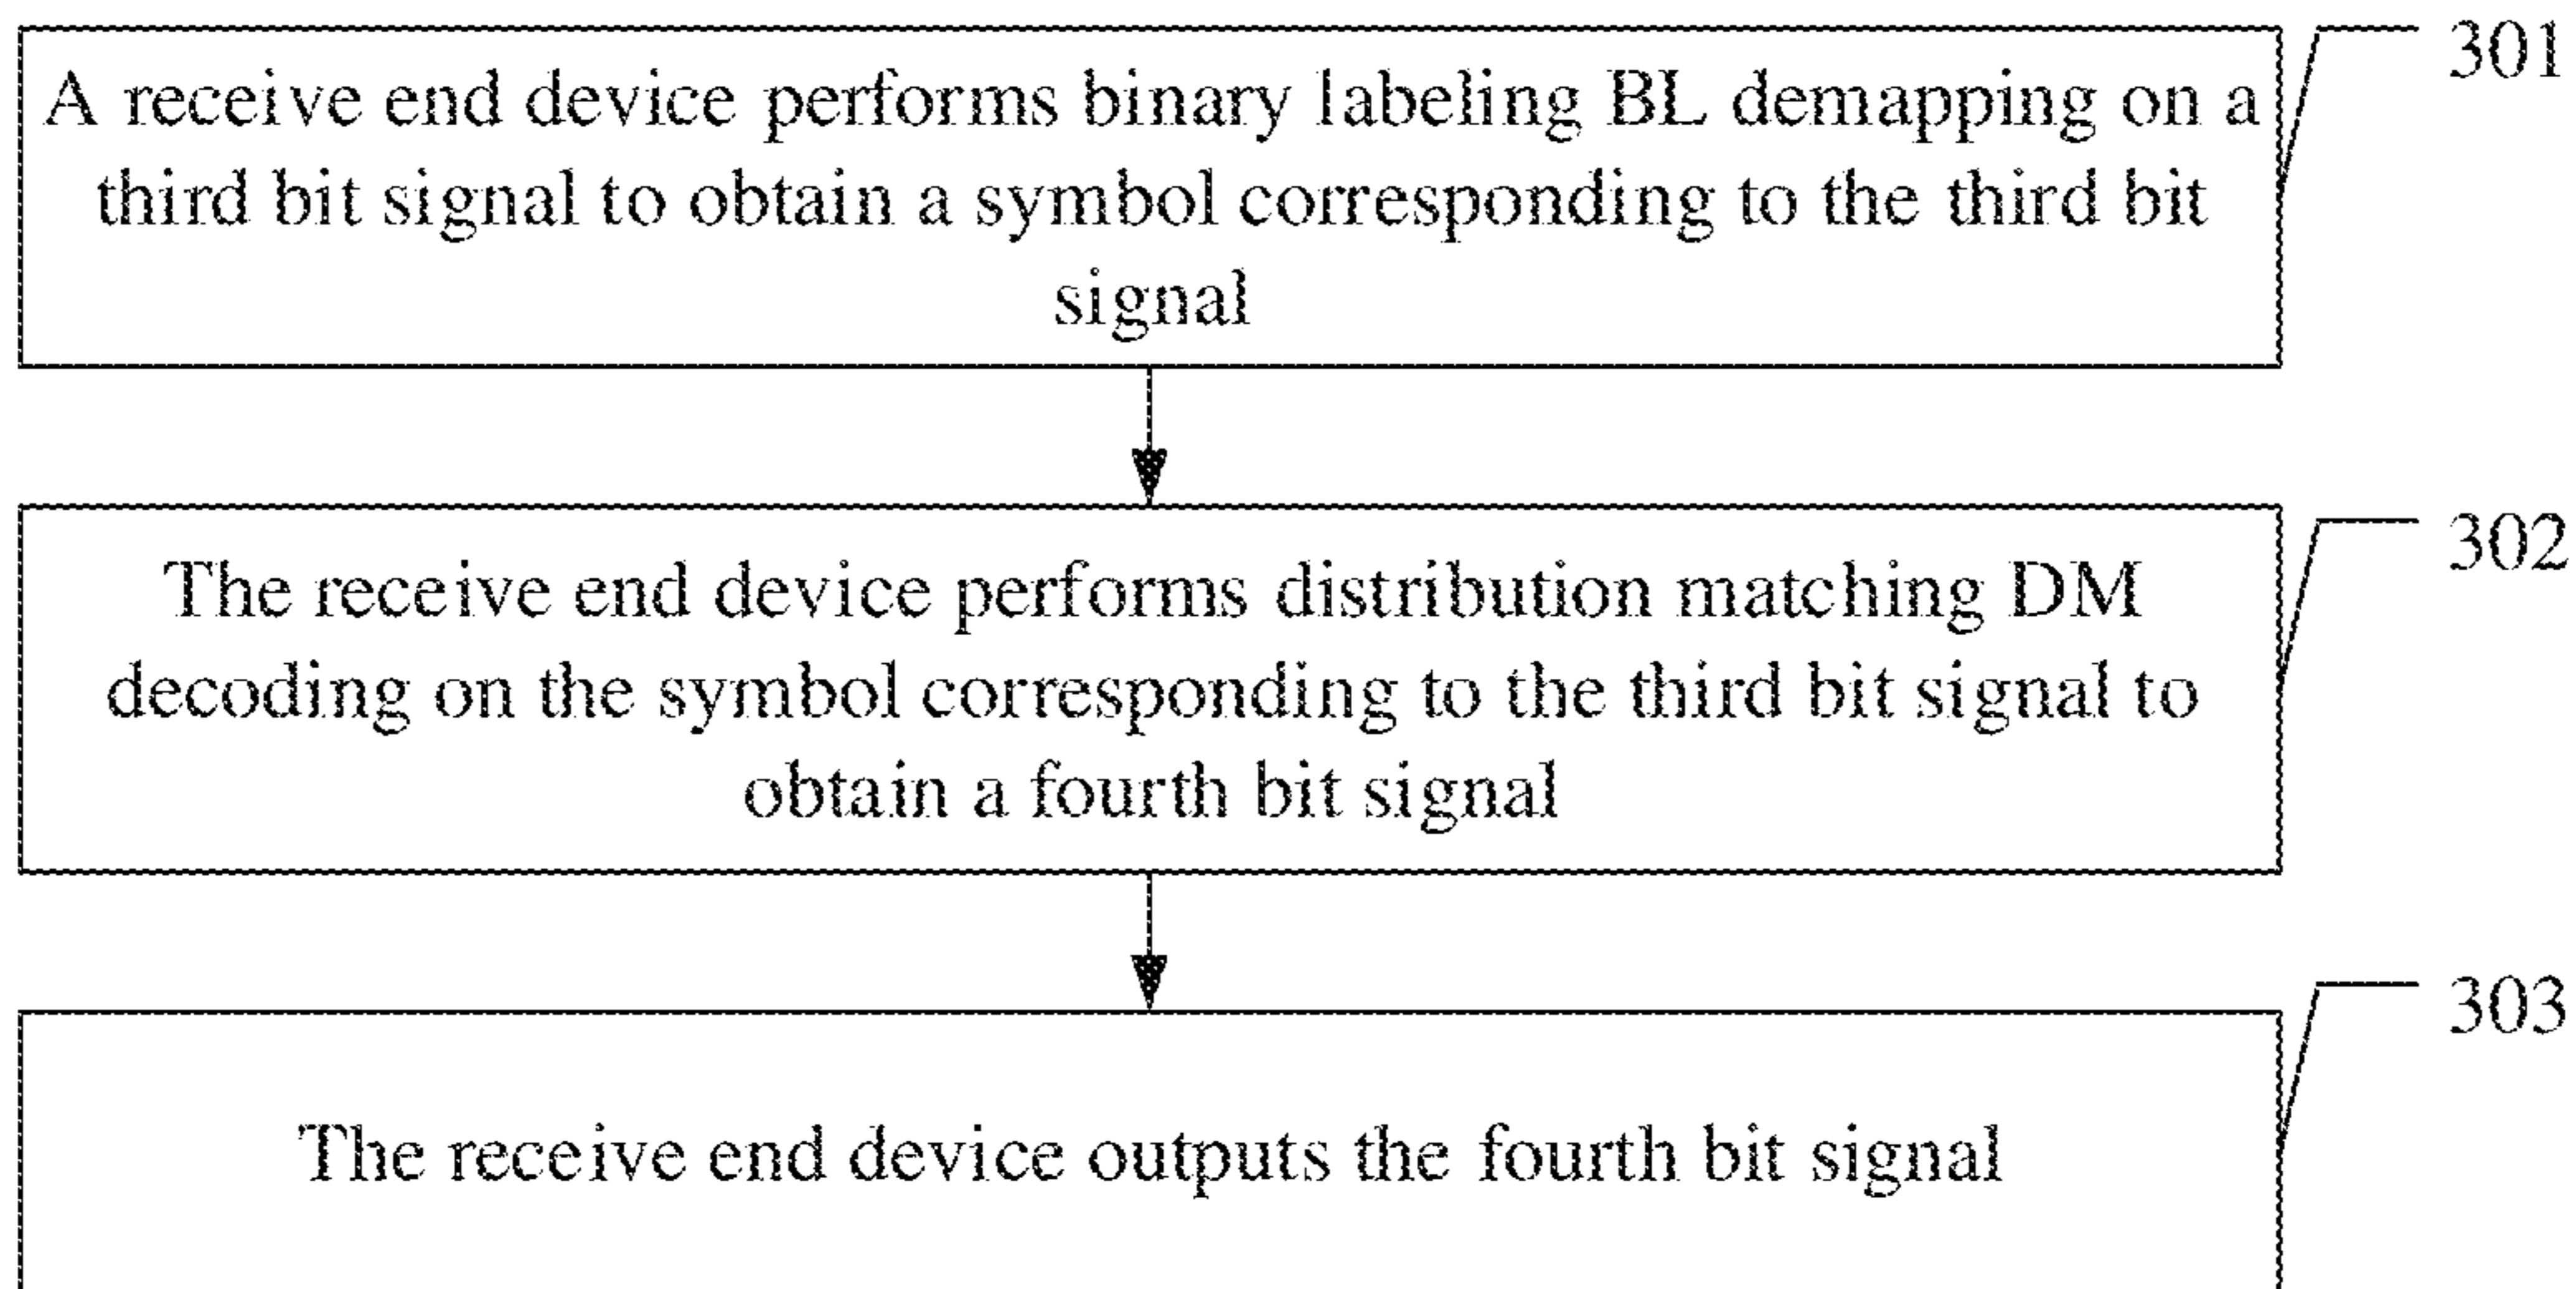 301
A receive end device performs binary labeling BL demapping on a
third bit signal to obtain a symbol corresponding to the third bit
signal
302
The receive end device performs distribution matching DM
decoding on the symbol corresponding to the third bit signal to
obtain a fourth bit signal
303
The receive end device outputs the fourth bit signal